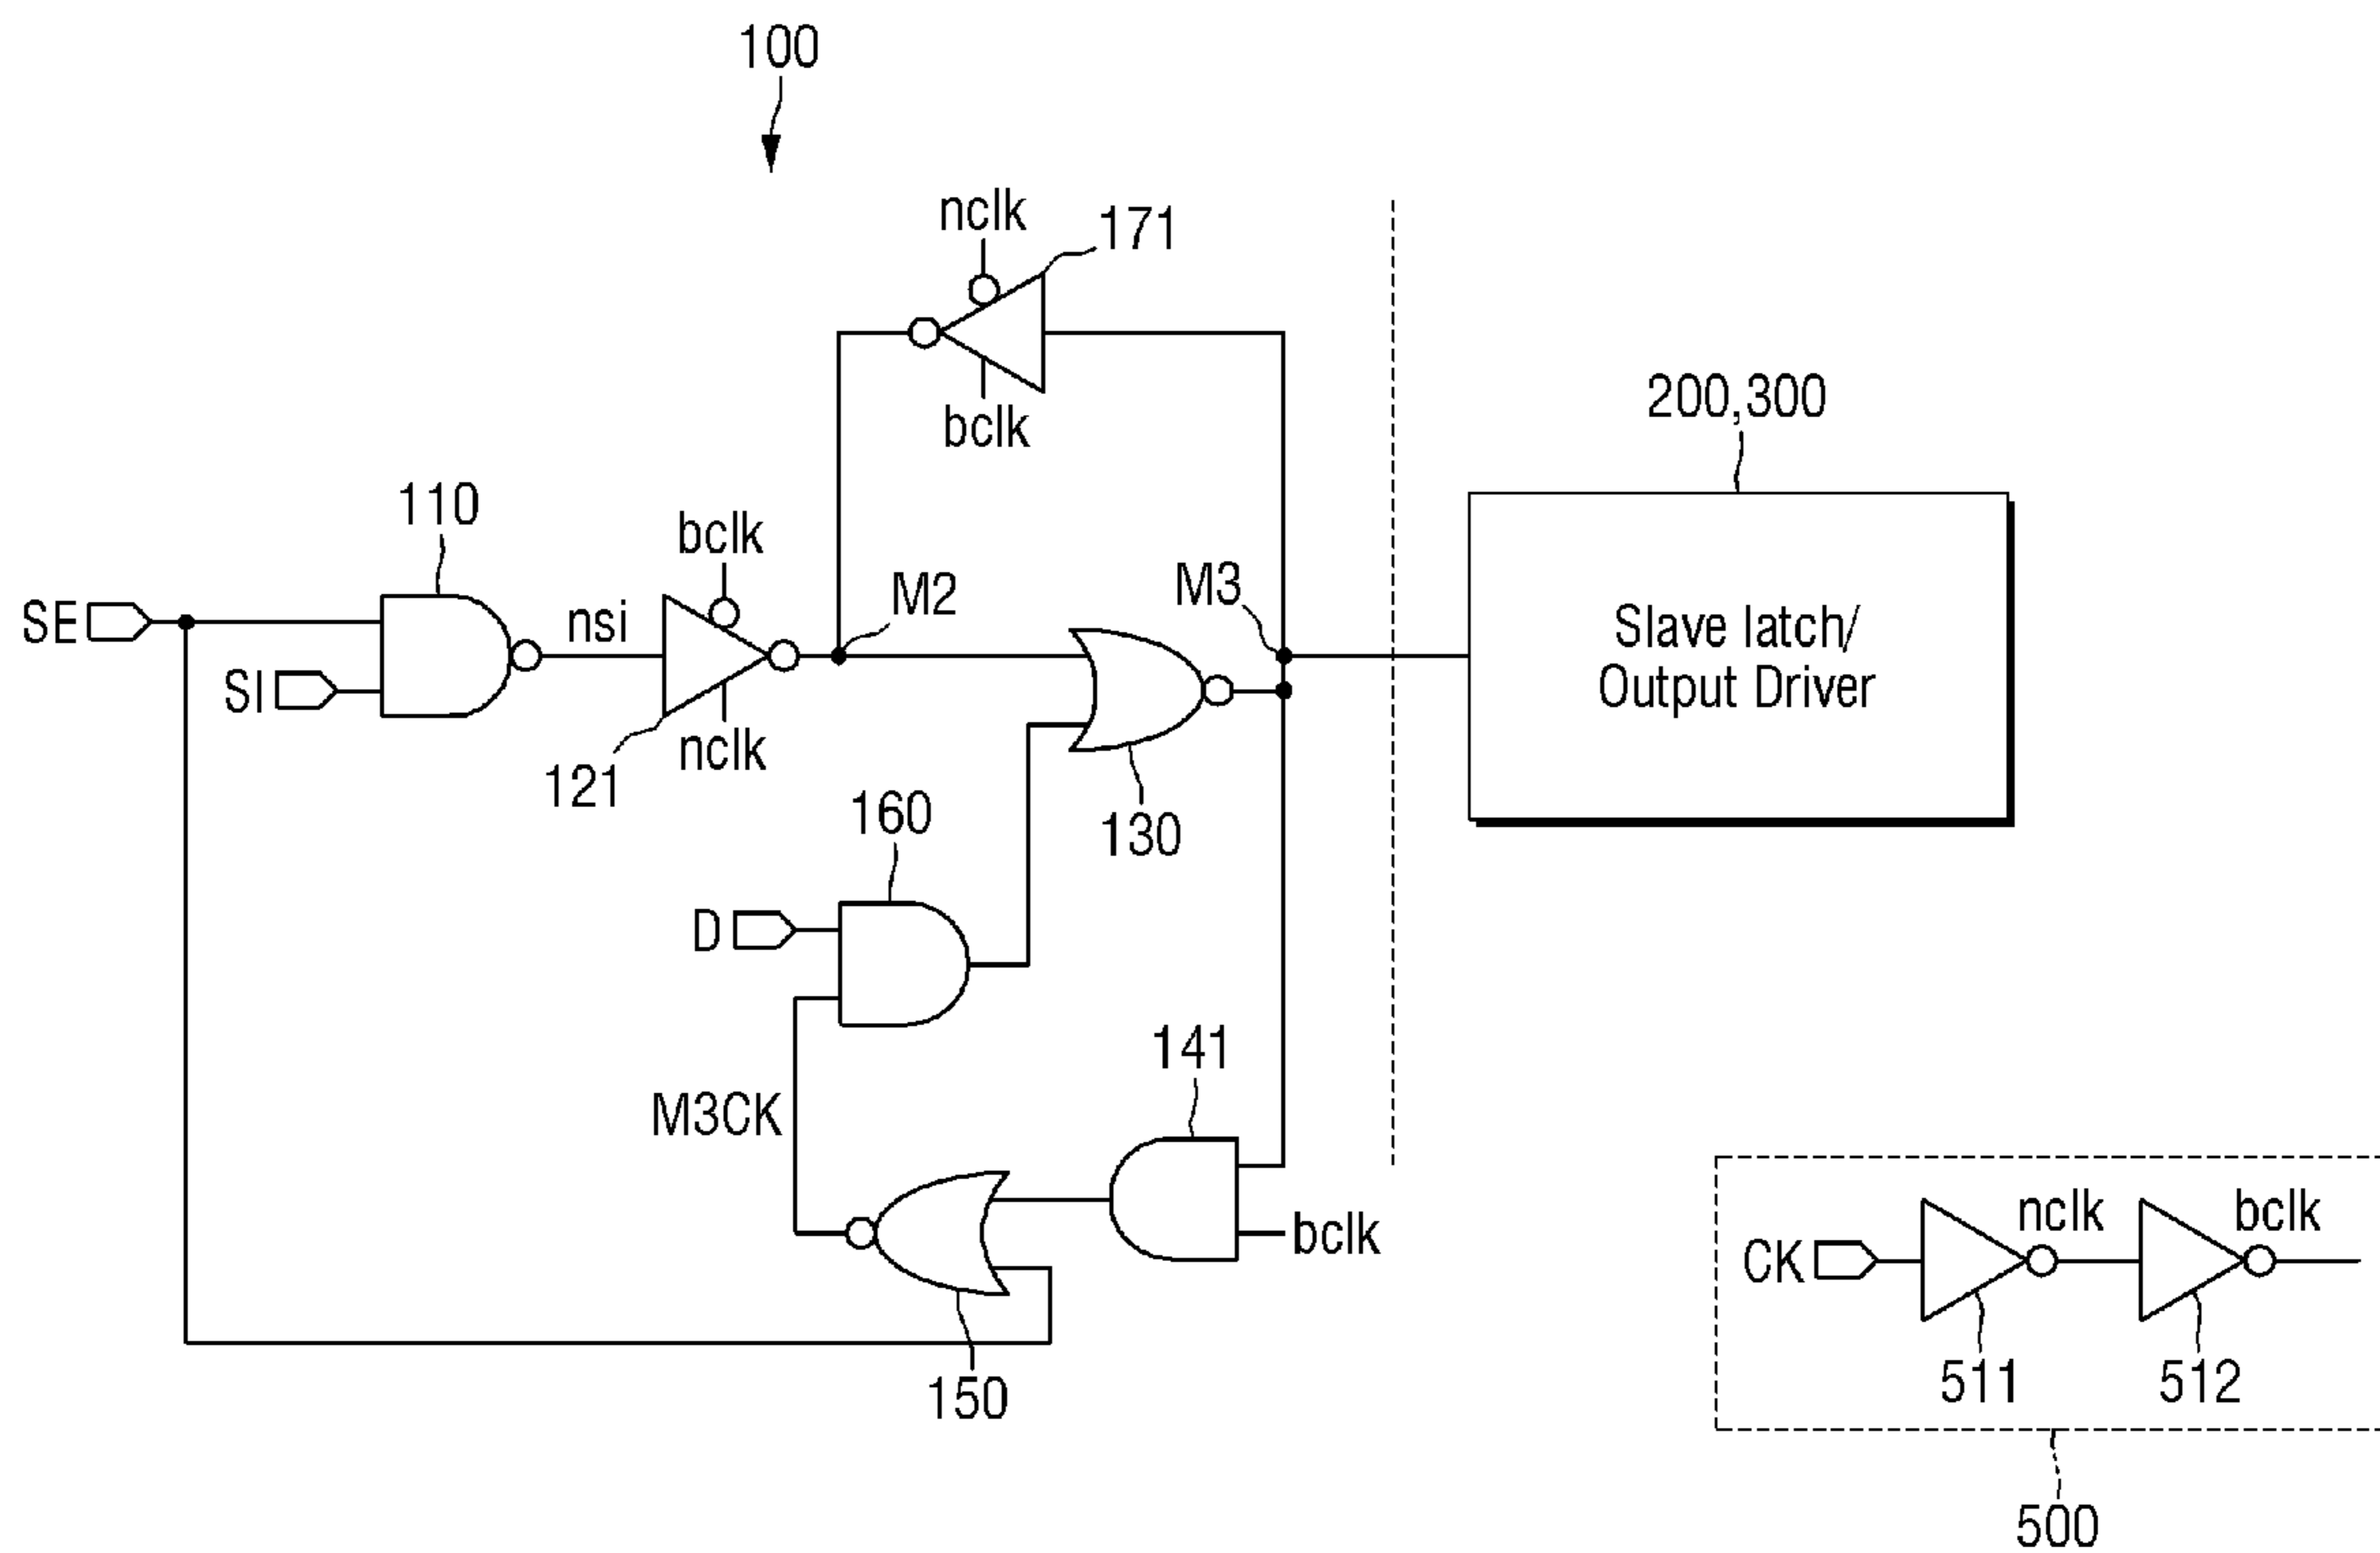 100
nclk
171
bclk
200,300
110
bclk
SE
nsi
M2
M3
Slave latch/
Output Driver
SI
nclk
121
160
130
D
141
M3CK
bclk
nclk
bclk
CK
511
512
150
500